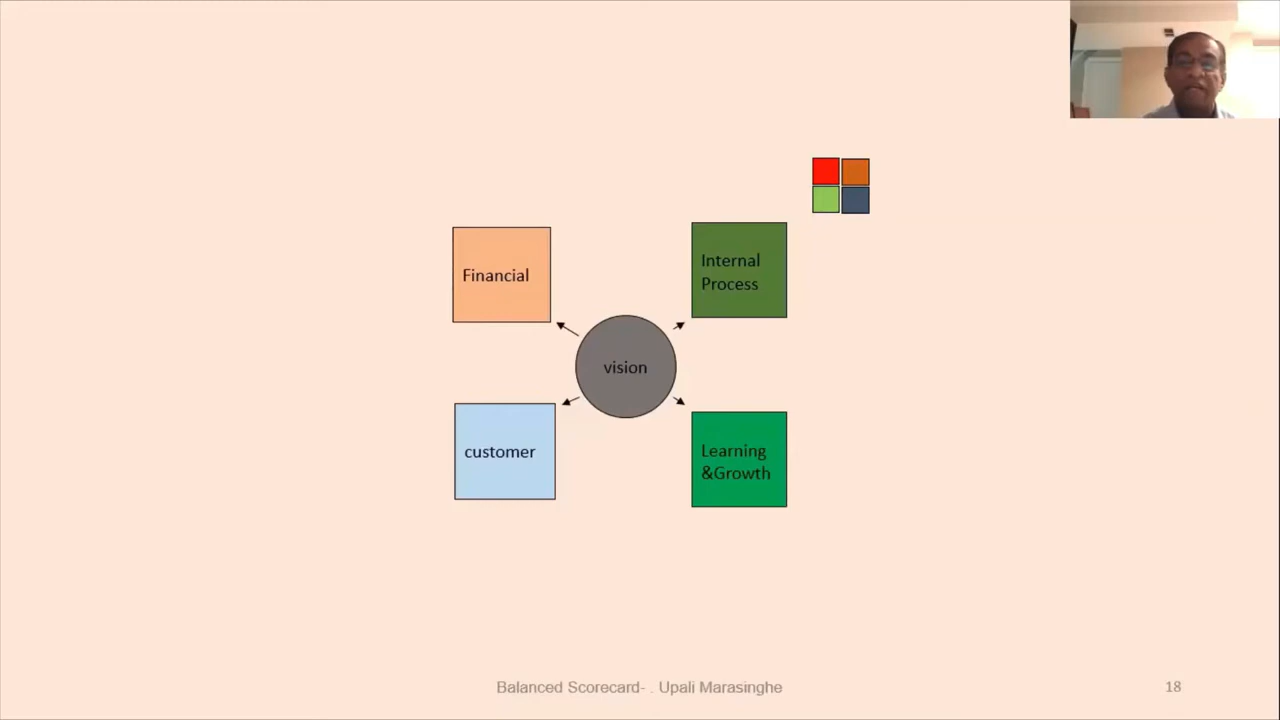 Financial
Internal
Process
vision
customer
Learning
&Growth
Balanced Scorecard- . Upali Marasinghe
18